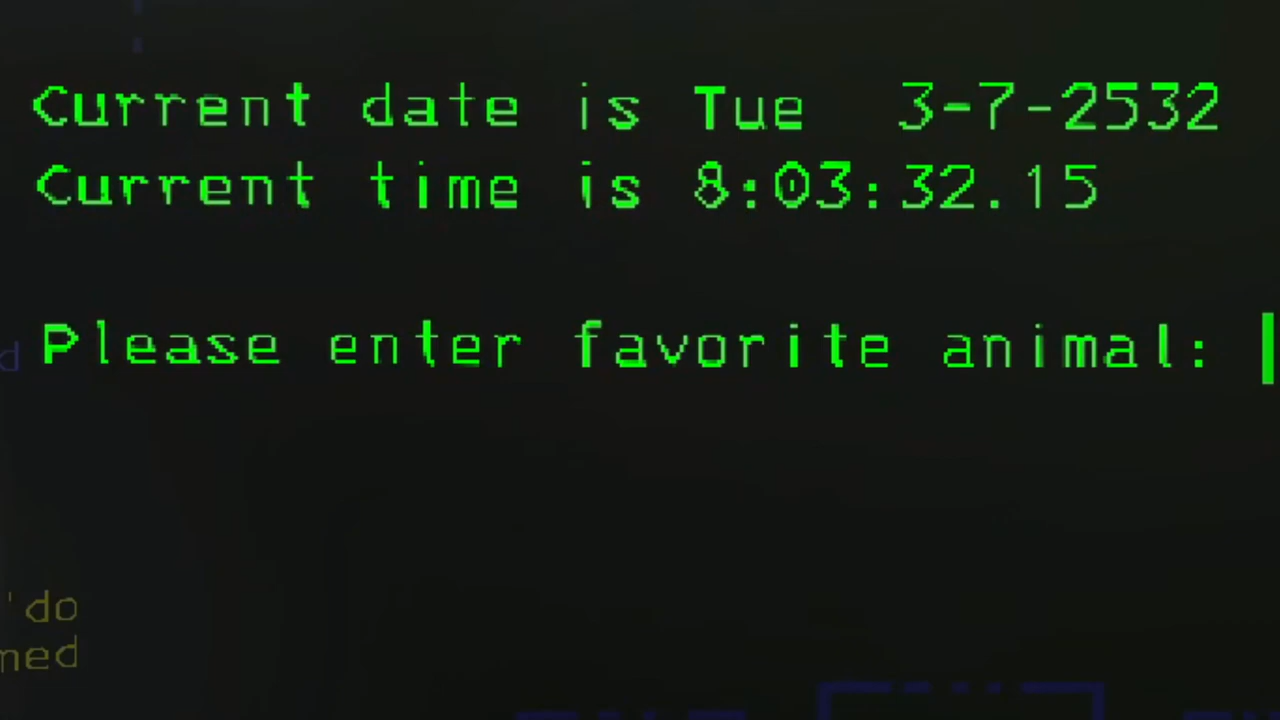 Current date is Tue 3-7-2532
Current time is 8:03:32.15
Please enter favorite animal:
d
'do
med